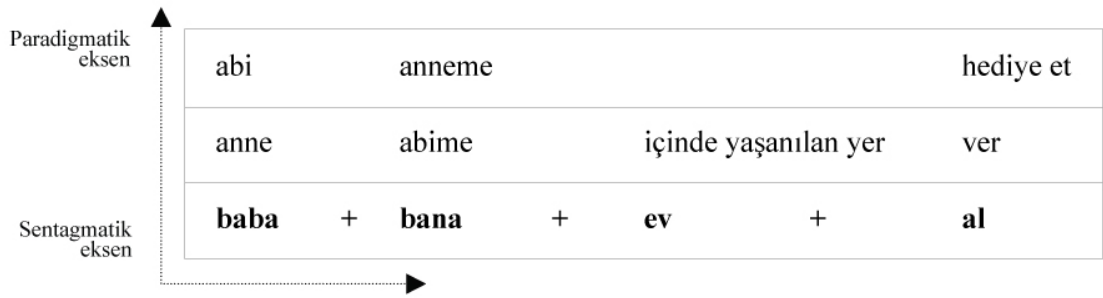 Paradigmatik
eksen
abi anneme hediye et
anne abime içinde yaşanılan yer ver
baba + bana + ev + al
Sentagmatik
eksen